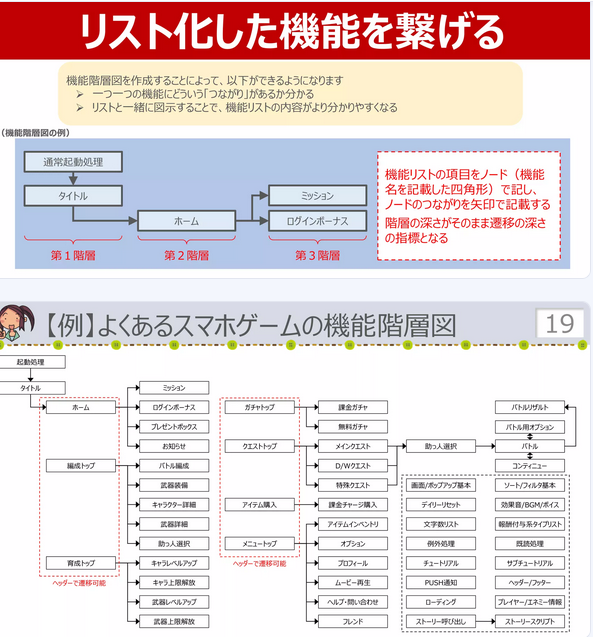 リスト化した機能を繋げる
機能階層図を作成することによって、以下ができるようになります
➢ 一つ一つの機能にどういう「つながり」があるか分かる
➢ リストと一緒に図示することで、機能リストの内容がより分かりやすくなる
(機能階層図の例)
通常起動処理
タイトル
ホーム
ミッション
ログインボーナス
第1階層
第2階層
第3階層
機能リストの項目をノード（機能
名を記載した四角形）で記し、
ノードのつながりを矢印で記載する
階層の深さがそのまま遷移の深さ
の指標となる
【例】よくあるスマホゲームの機能階層図
19
起動処理
タイトル
ホーム
編成トップ
育成トップ
ヘッダーで遷移可能
ミッション
ログインボーナス
プレゼントボックス
お知らせ
バトル編成
武器装備
キャラクター詳細
武器詳細
助っ人選択
キャラレベルアップ
キャラ上限解放
武器レベルアップ
武器上限解放
ガチャトップ
クエストトップ
アイテム購入
メニュートップ
ヘッダーで遷移可能
課金ガチャ
無料ガチャ
メインクエスト
D/Wクエスト
特殊クエスト
課金チャージ購入
アイテムインベントリ
オプション
プロフィール
ムービー再生
ヘルプ・問い合わせ
フレンド
助っ人選択
バトルリザルト
バトル用オプション
バトル
コンティニュー
画面/ポップアップ基本
デイリーリセット
文字数リスト
例外処理
チュートリアル
PUSH通知
ローディング
ストーリー呼び出し
ソート/フィルタ基本
効果音/BGM/ボイス
報酬付与系タイプリスト
既読処理
サブチュートリアル
ヘッダー/フッター
プレイヤー/エネミー情報
ストーリースクリプト